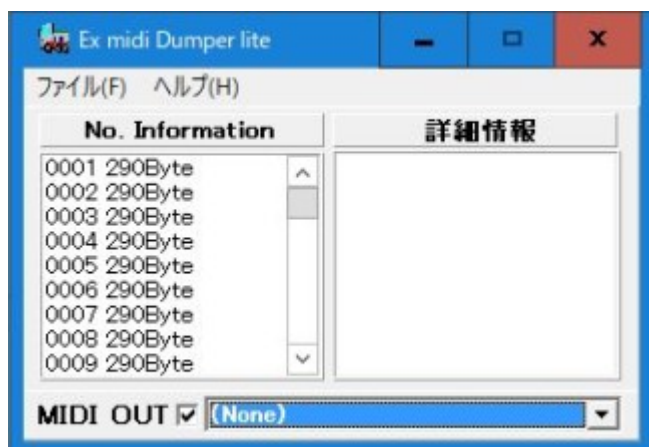 Ex midi Dumper lite
ファイル(F) ヘルプ(H)
No. Information
詳細情報
0001 290Byte
0002 290Byte
0003 290Byte
0004 290Byte
0005 290Byte
0006 290Byte
0007 290Byte
0008 290Byte
0009 290Byte
MIDI OUT (None)